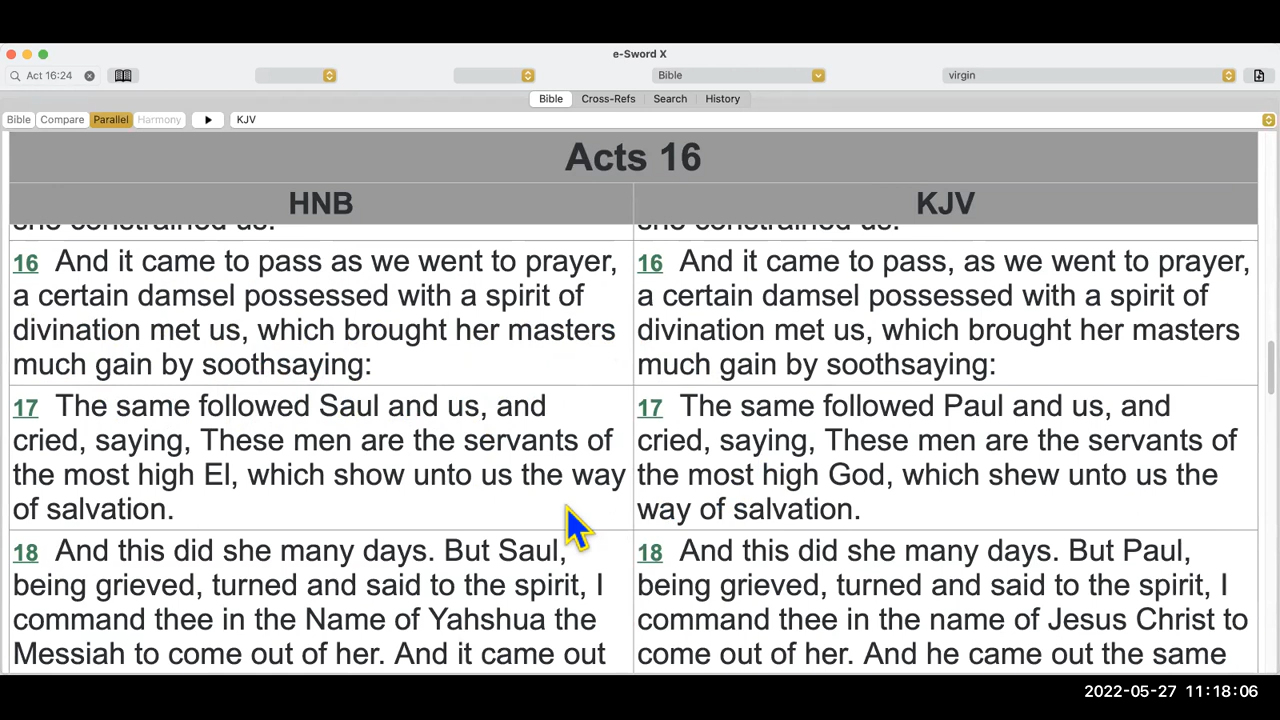 e-Sword X
Act 16:24
Bible
virgin
Bible Cross-Refs Search History
Bible Compare Parallel Harmony KJV
Acts 16
HNB
KJV
she constrained us.
16 And it came to pass as we went to prayer,
a certain damsel possessed with a spirit of
divination met us, which brought her masters
much gain by soothsaying:
17 The same followed Saul and us, and
cried, saying, These men are the servants of
the most high El, which show unto us the way
of salvation.
18 And this did she many days. But Saul,
being grieved, turned and said to the spirit, I
command thee in the Name of Yahshua the
Messiah to come out of her. And it came out
she constrained us.
16 And it came to pass, as we went to prayer,
a certain damsel possessed with a spirit of
divination met us, which brought her masters
much gain by soothsaying:
17 The same followed Paul and us, and
cried, saying, These men are the servants of
the most high God, which shew unto us the
way of salvation.
18 And this did she many days. But Paul,
being grieved, turned and said to the spirit, I
command thee in the name of Jesus Christ to
come out of her. And he came out the same
2022-05-27 11:18:06